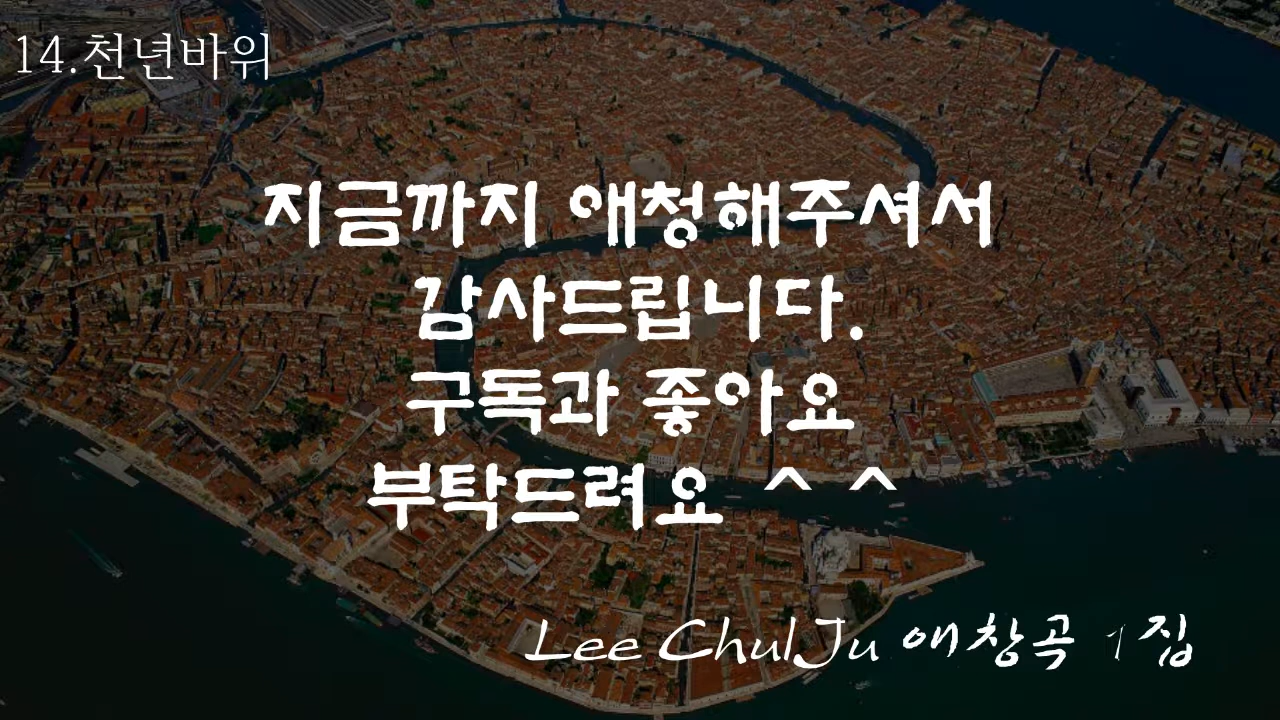 14.천년바위
지금까지 애청해주셔서
감사드립니다.
구독과 좋아요
부탁드려요 ^ ^
Lee ChulJu 애창곡 1집